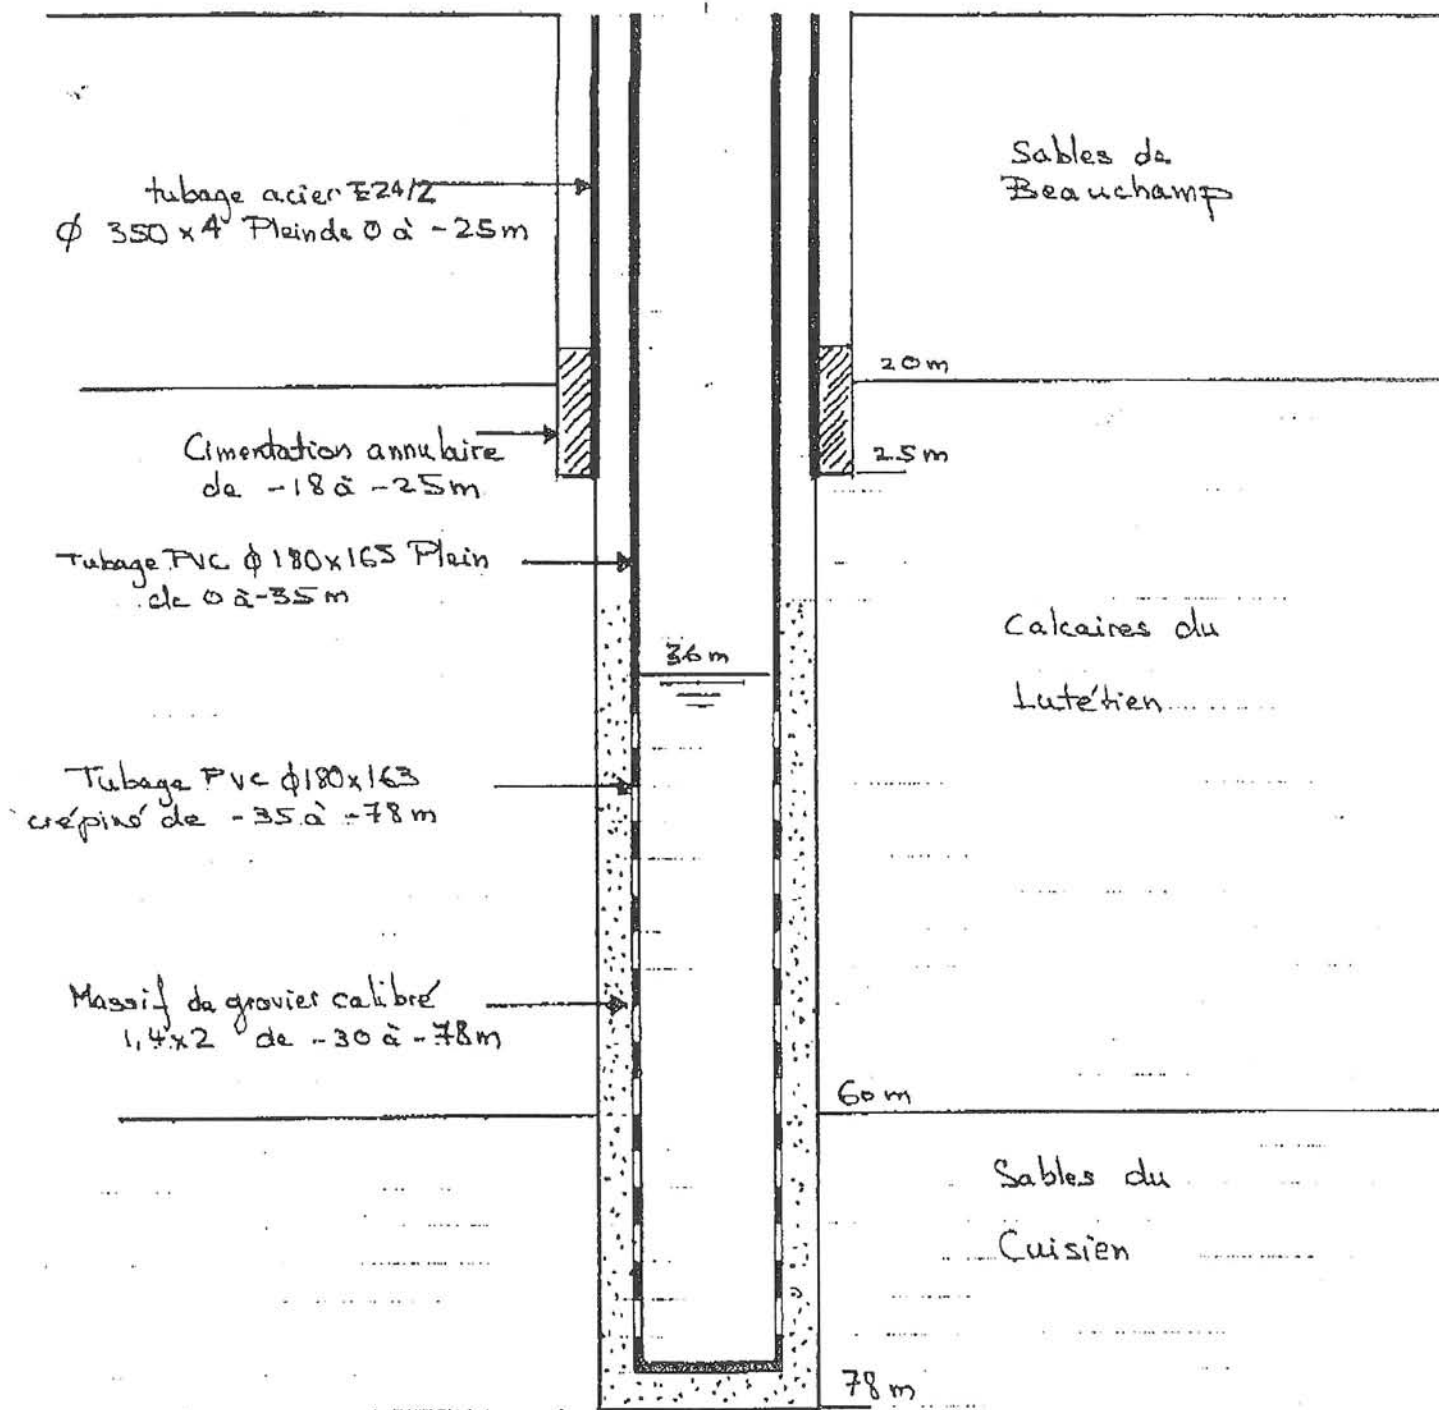 tubage acier E24/2
ϕ 350 x 4 Plein de 0 à -25m
Sables de
Beauchamp
20m
Cimentation annulaire
de -18 à -25m
25m
Tubage PVC ϕ 180x165 Plein
de 0 à -35m
36m
Calcaires du
Lutétien
Tubage PVC ϕ180x163
crépiné de -35 à -78m
Massif de gravier calibré
1,4x2 de -30 à -78m
60m
Sables du
Cuisien
78m